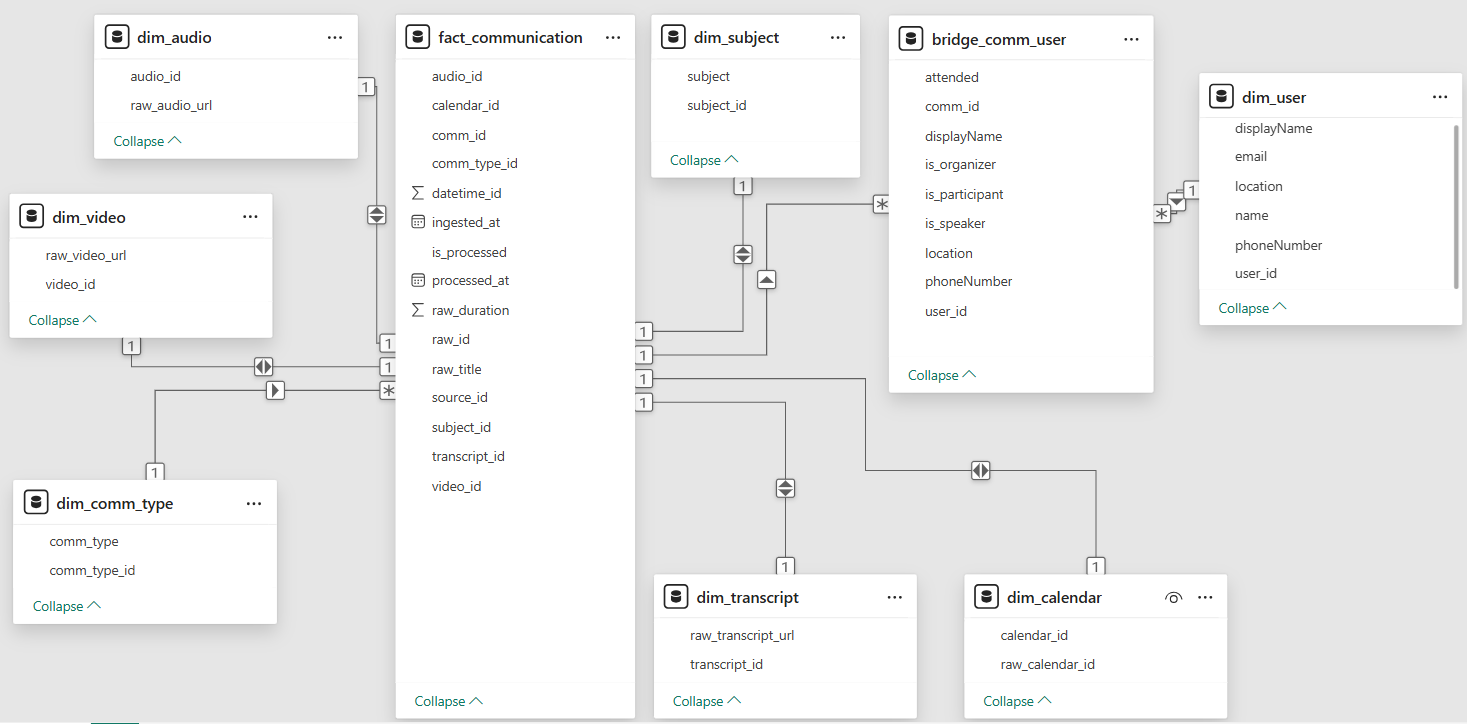 dim_audio
audio_id
raw_audio_url
Collapse
fact_communication
audio_id
calendar_id
comm_id
comm_type_id
datetime_id
ingested_at
is_processed
processed_at
raw_duration
raw_id
raw_title
source_id
subject_id
transcript_id
video_id
Collapse
dim_subject
subject
subject_id
Collapse
bridge_comm_user
attended
comm_id
displayName
is_organizer
is_participant
is_speaker
location
phoneNumber
user_id
Collapse
dim_user
displayName
email
location
name
phoneNumber
user_id
Collapse
dim_video
raw_video_url
video_id
Collapse
dim_comm_type
comm_type
comm_type_id
Collapse
dim_transcript
raw_transcript_url
transcript_id
Collapse
dim_calendar
calendar_id
raw_calendar_id
Collapse
1
1
1
1
*
1
1
1
1
1
1
*
*
1
1
1